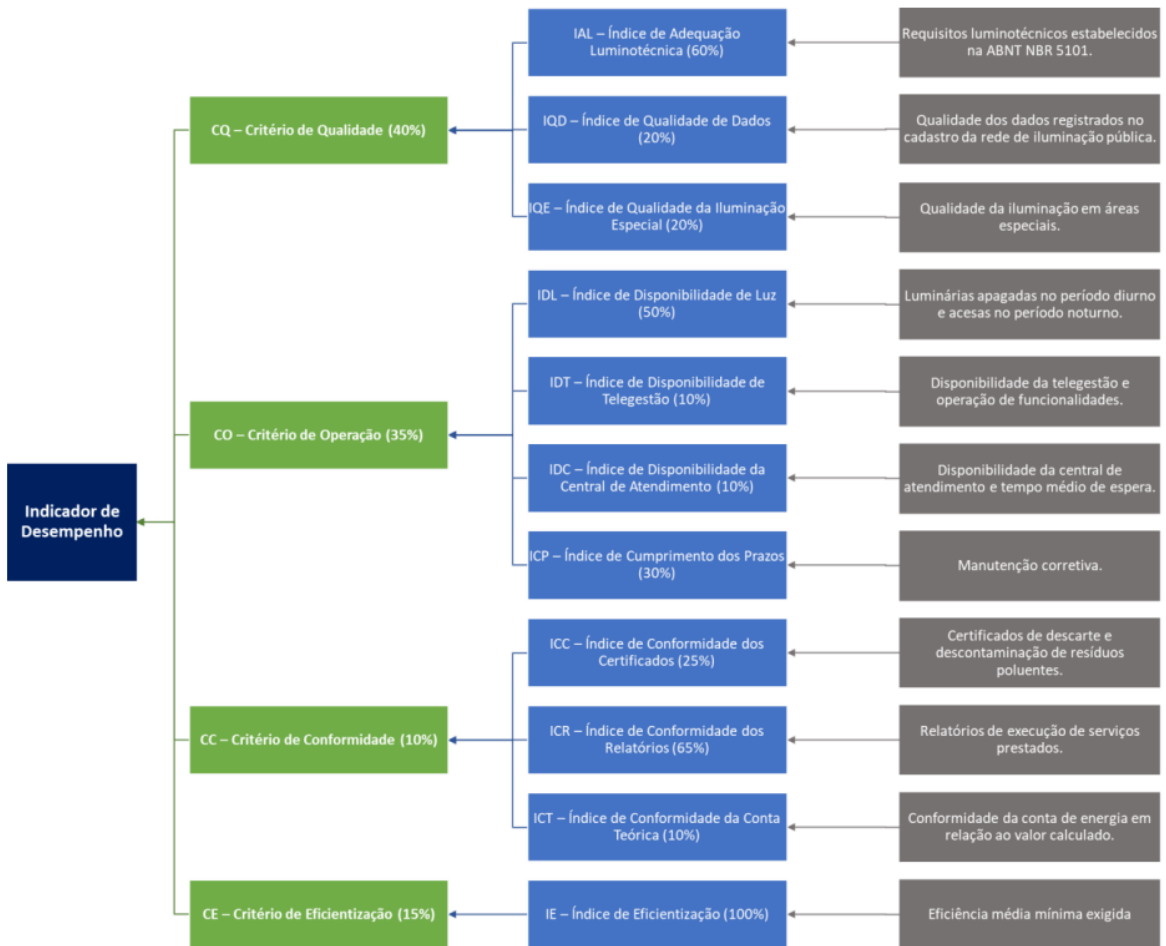 IAL – Índice de Adequação
Luminotécnica (60%)
Requisitos luminotécnicos estabelecidos
na ABNT NBR 5101.
CQ – Critério de Qualidade (40%)
IQD – Índice de Qualidade de Dados
(20%)
Qualidade dos dados registrados no
cadastro da rede de iluminação pública.
IQE – Índice de Qualidade da Iluminação
Especial (20%)
Qualidade da iluminação em áreas
especiais.
IDL – Índice de Disponibilidade de Luz
(50%)
Luminárias apagadas no período diurno
e acesas no período noturno.
IDT – Índice de Disponibilidade de
Telegestão (10%)
Disponibilidade da telegestão e
operação de funcionalidades.
CO – Critério de Operação (35%)
IDC – Índice de Disponibilidade da
Central de Atendimento (10%)
Disponibilidade da central de
atendimento e tempo médio de espera.
Indicador de
Desempenho
ICP – Índice de Cumprimento dos Prazos
(30%)
Manutenção corretiva.
ICC – Índice de Conformidade dos
Certificados (25%)
Certificados de descarte e
descontaminação de resíduos
poluentes.
CC – Critério de Conformidade (10%)
ICR – Índice de Conformidade dos
Relatórios (65%)
Relatórios de execução de serviços
prestados.
ICT – Índice de Conformidade da Conta
Teórica (10%)
Conformidade da conta de energia em
relação ao valor calculado.
CE – Critério de Eficientização (15%)
IE – Índice de Eficientização (100%)
Eficiência média mínima exigida